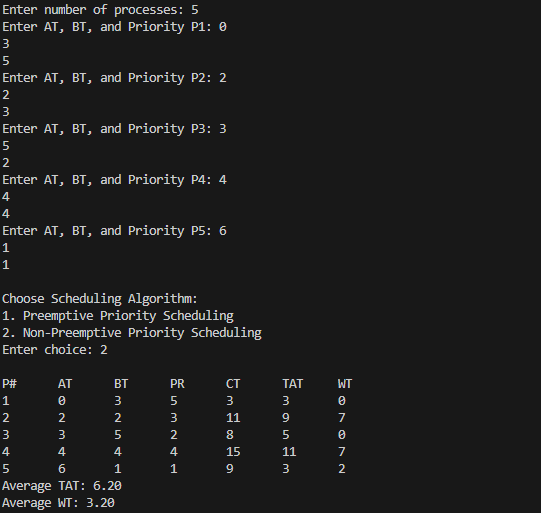 Enter number of processes: 5
Enter AT, BT, and Priority P1: 0
3
5
Enter AT, BT, and Priority P2: 2
2
3
Enter AT, BT, and Priority P3: 3
5
2
Enter AT, BT, and Priority P4: 4
4
4
Enter AT, BT, and Priority P5: 6
1
1

Choose Scheduling Algorithm:
1. Preemptive Priority Scheduling
2. Non-Preemptive Priority Scheduling
Enter choice: 2

P#	AT	BT	PR	CT	TAT	WT
1	0	3	5	3	3	0
2	2	2	3	11	9	7
3	3	5	2	8	5	0
4	4	4	4	15	11	7
5	6	1	1	9	3	2
Average TAT: 6.20
Average WT: 3.20